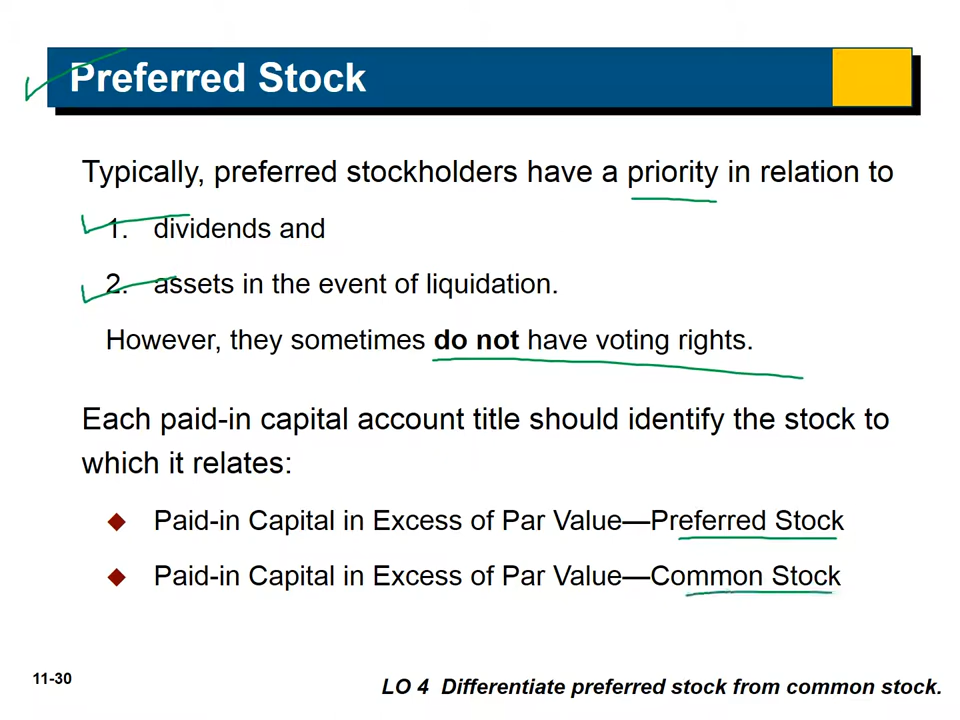 Preferred Stock
Typically, preferred stockholders have a priority in relation to
1. dividends and
2. assets in the event of liquidation.
However, they sometimes do not have voting rights.
Each paid-in capital account title should identify the stock to
which it relates:
◆ Paid-in Capital in Excess of Par Value—Preferred Stock
◆ Paid-in Capital in Excess of Par Value—Common Stock
11-30
LO 4 Differentiate preferred stock from common stock.